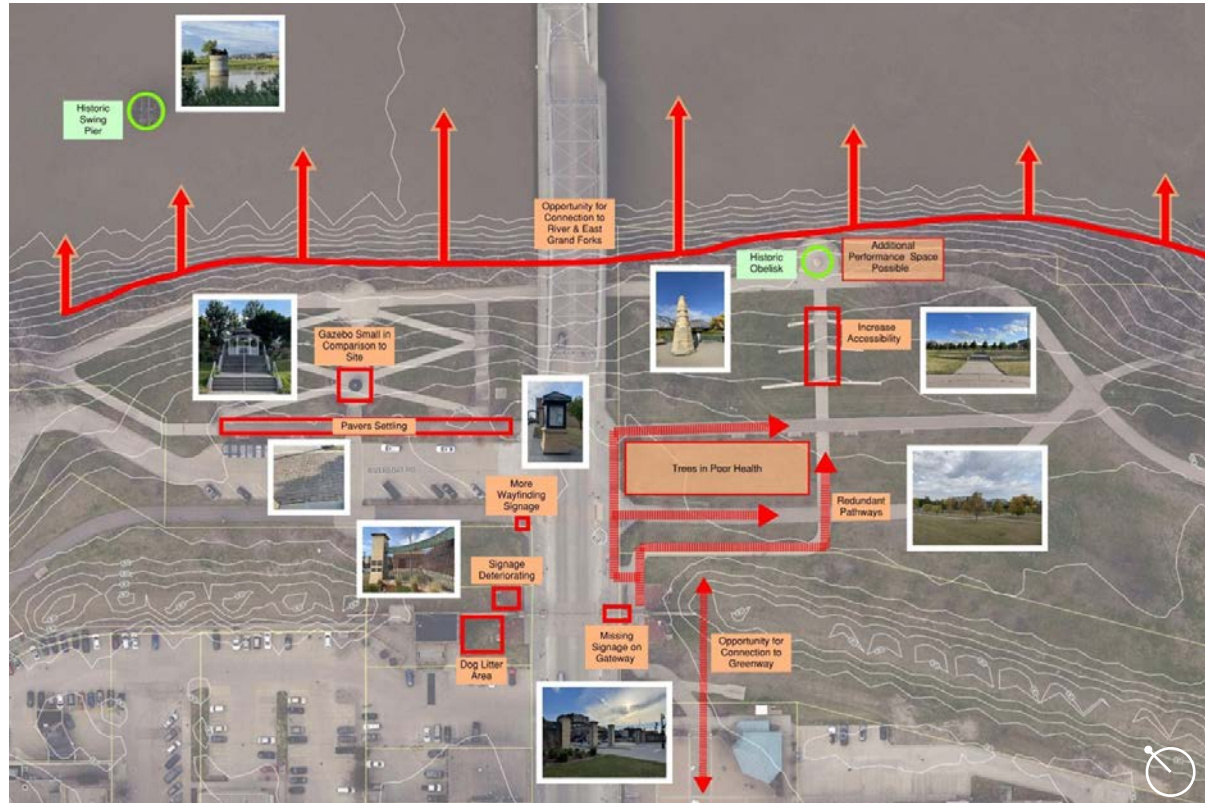 Historic
Swing
Pier
Opportunity for
Connection to
River & East
Grand Forks
Historic
Obelisk
Additional
Performance Space
Possible
Gazebo Small in
Comparison to
Site
Increase
Accessibility
Pavers Settling
Trees in Poor Health
More
Wayfinding
Signage
Redundant
Pathways
Signage
Deteriorating
Missing
Signage on
Gateway
Opportunity for
Connection to
Greenway
Dog Litter
Area